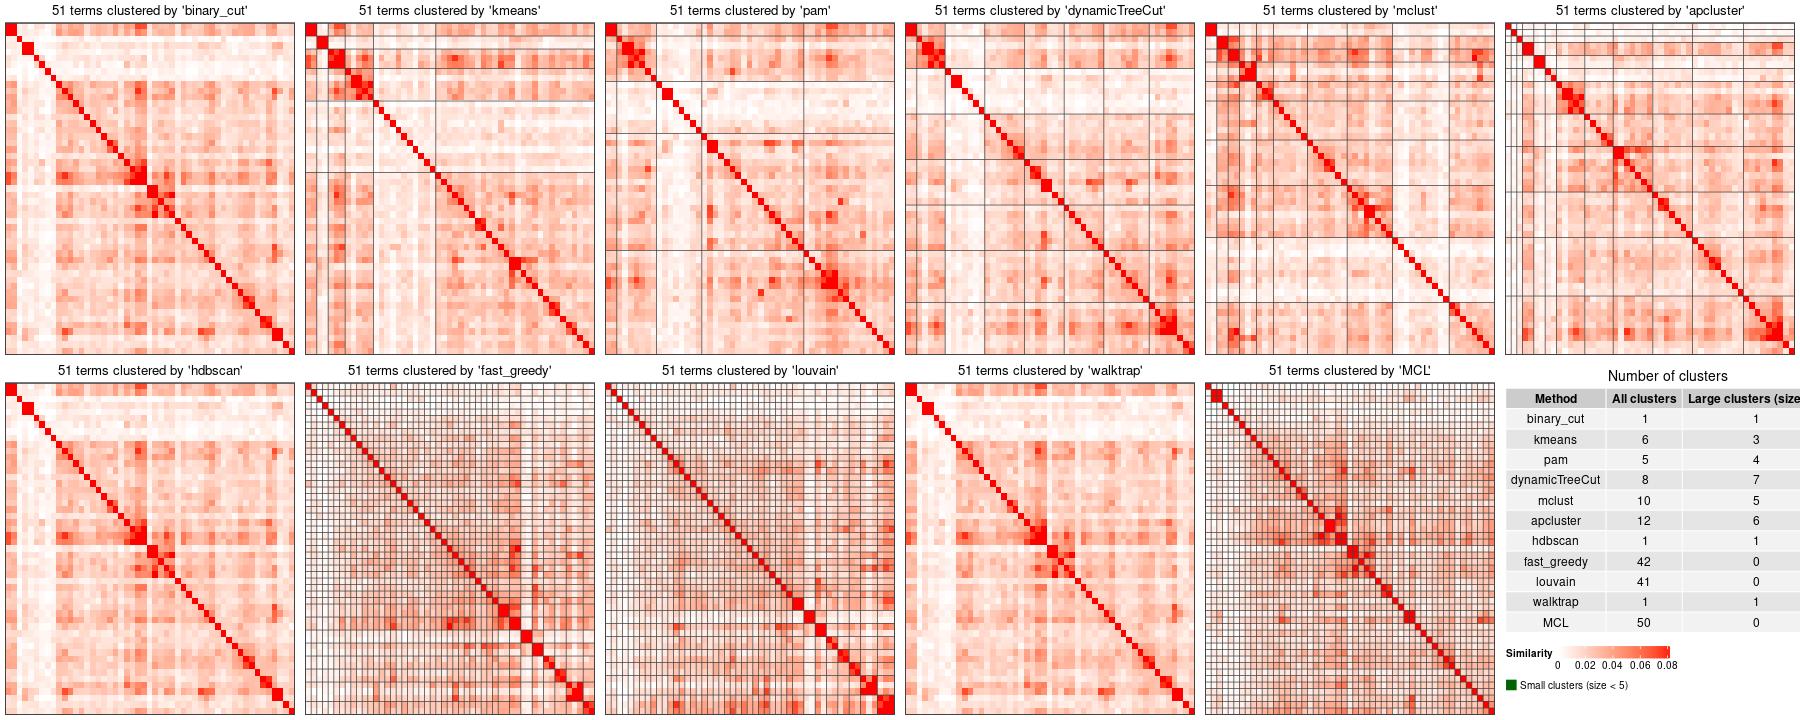 51 terms clustered by 'binary_cut'
51 terms clustered by 'kmeans'
51 terms clustered by 'pam'
51 terms clustered by 'dynamicTreeCut'
51 terms clustered by 'mclust'
51 terms clustered by 'apcluster'
51 terms clustered by 'hdbscan'
51 terms clustered by 'fast_greedy'
51 terms clustered by 'louvain'
51 terms clustered by 'walktrap'
51 terms clustered by 'MCL'
Number of clusters
Method All clusters Large clusters (size
binary_cut 1 1
kmeans 6 3
pam 5 4
dynamicTreeCut 8 7
mclust 10 5
apcluster 12 6
hdbscan 1 1
fast_greedy 42 0
louvain 41 0
walktrap 1 1
MCL 50 0
Similarity
0 0.02 0.04 0.06 0.08
Small clusters (size < 5)